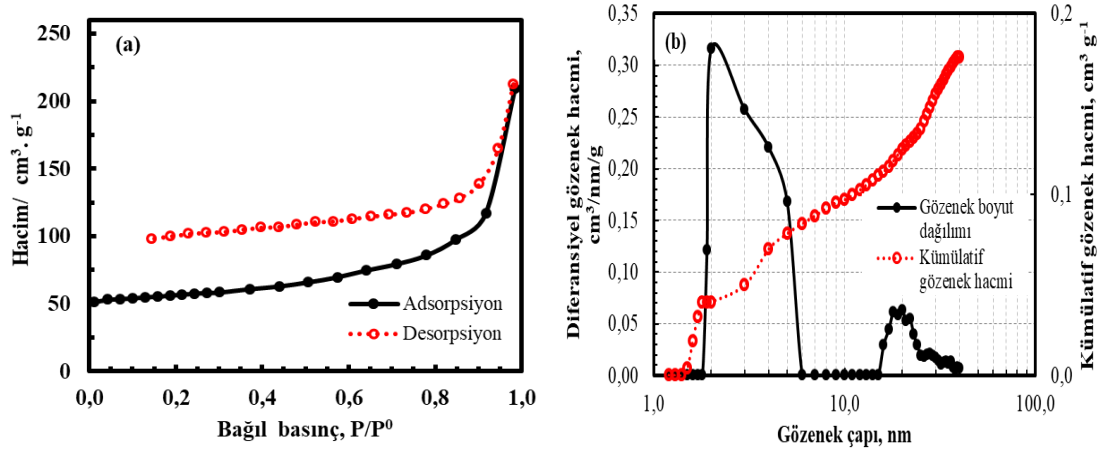 (a)
Hacim/ cm³. g⁻¹
250
200
150
100
50
0
0,0 0,2 0,4 0,6 0,8 1,0
Bağıl basınç, P/P⁰
Adsorpsiyon
Desorpsiyon
(b)
Diferansiyel gözenek hacmi,
cm³/nm/g
0,35
0,30
0,25
0,20
0,15
0,10
0,05
0,00
1,0 10,0 100,0
Gözenek çapı, nm
Gözenek boyut
dağılımı
Kümülatif
gözenek hacmi
0,2
0,1
0,0
Kümülatif gözenek hacmi, cm³ g⁻¹